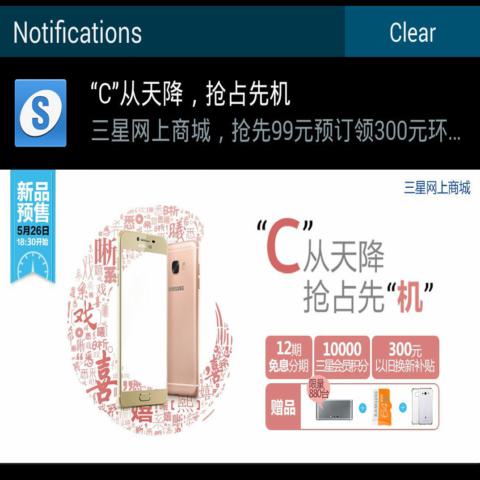 Notifications
Clear
S
“C”从天降，抢占先机
三星网上商城，抢先99元预订领300元环...
新品
预售
5月26日
18:30开始
三星网上商城
“C”从天降
抢占先“机”
晰
戏
喜
SAMSUNG
12期
免息分期
10000
三星会员积分
300元
以旧换新补贴
赠品
限量
880台
+
+